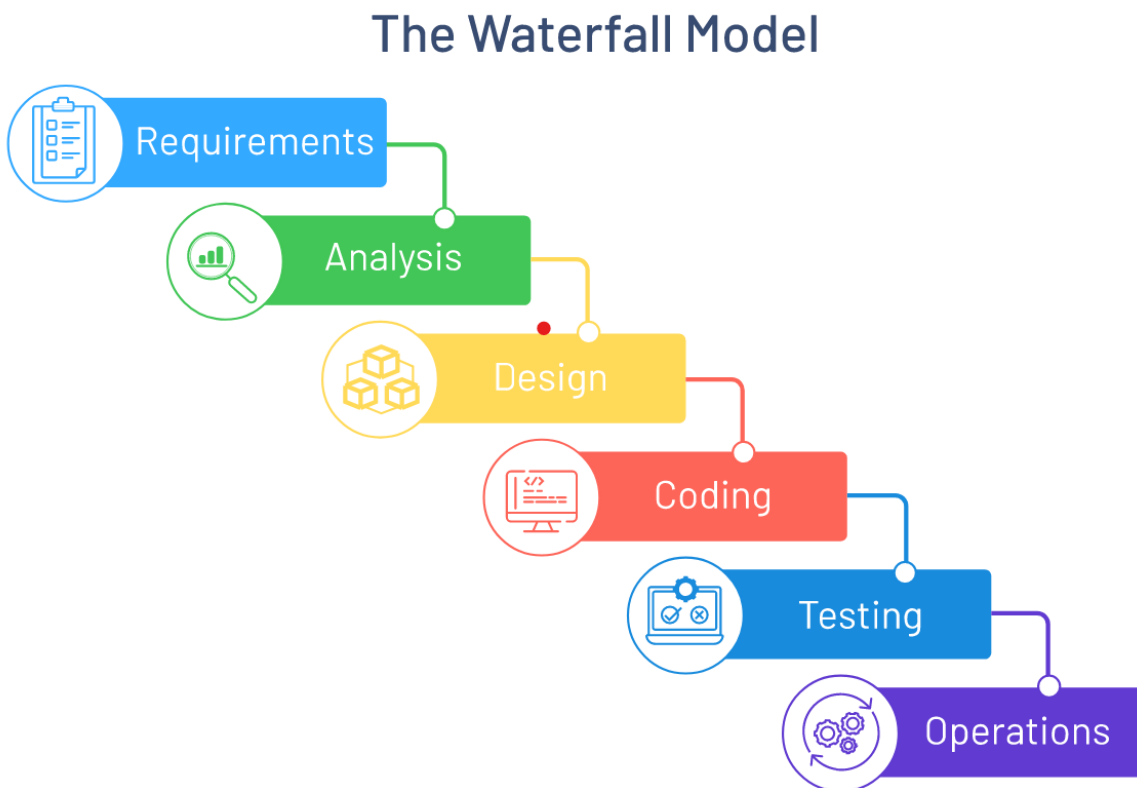 The Waterfall Model
Requirements
Analysis
Design
Coding
Testing
Operations